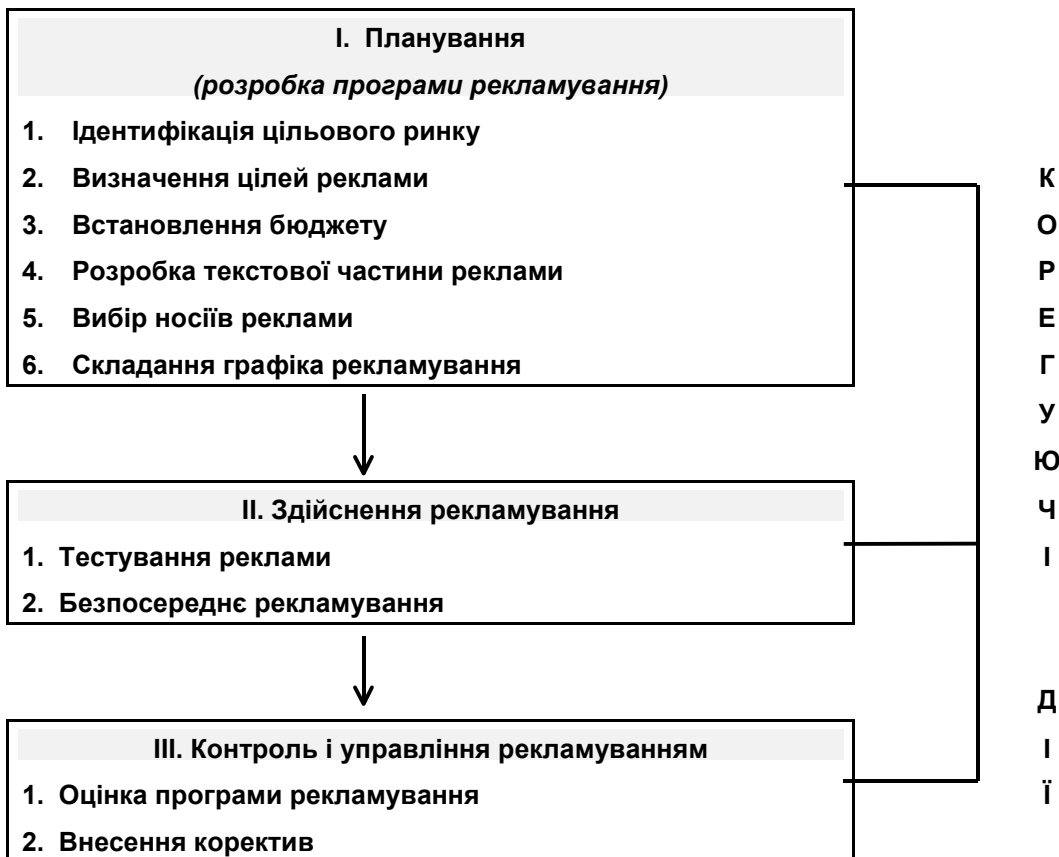 І. Планування
(розробка програми рекламування)
1. Ідентифікація цільового ринку
2. Визначення цілей реклами
3. Встановлення бюджету
4. Розробка текстової частини реклами
5. Вибір носіїв реклами
6. Складання графіка рекламування
ІІ. Здійснення рекламування
1. Тестування реклами
2. Безпосереднє рекламування
ІІІ. Контроль і управління рекламуванням
1. Оцінка програми рекламування
2. Внесення коректив
К
О
Р
Е
Г
У
Ю
Ч
І
Д
І
Ї